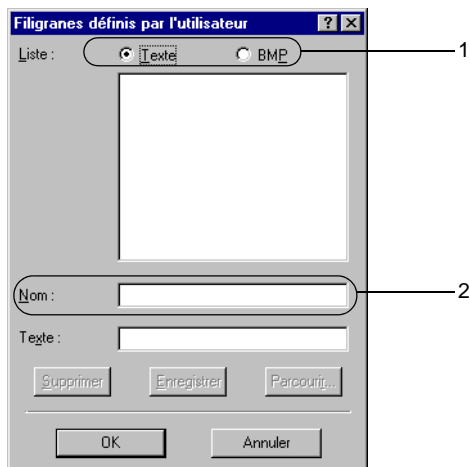 Filigranes définis par l'utilisateur
Liste : Texte BMP 1
Nom : 2
Texte :
Supprimer Enregistrer Parcourir...
OK Annuler